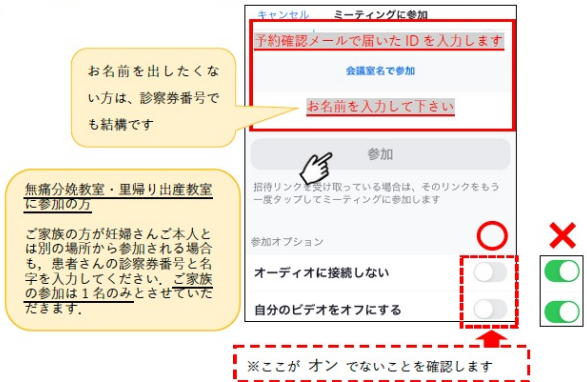 キャンセル ミーティングに参加
予約確認メールで届いた ID を入力します
会議室名で参加
お名前を入力して下さい
お名前を出したくな
い方は、診察券番号で
も結構です
参加
招待リンクを受け取っている場合は、そのリンクをもう
一度タップしてミーティングに参加します
無痛分娩教室・里帰り出産教室
に参加の方
ご家族の方が妊婦さんご本人と
は別の場所から参加される場合
も，患者さんの診察券番号と名
字を入力してください．ご家族
の参加は１名のみとさせていた
だきます．
参加オプション
オーディオに接続しない
自分のビデオをオフにする
※ここが オン でないことを確認します